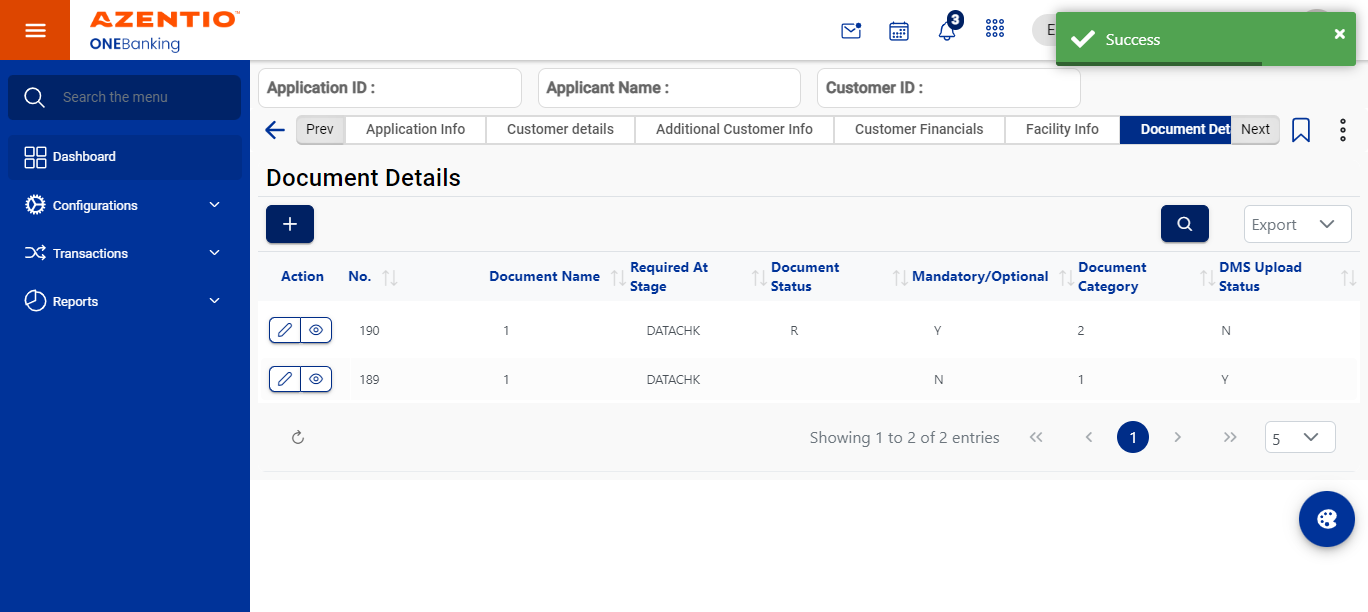 AZENTIO™
ONEBanking
3
E
Success
Search the menu
Dashboard
Configurations
Transactions
Reports
Application ID :
Applicant Name :
Customer ID :
Prev
Application Info
Customer details
Additional Customer Info
Customer Financials
Facility Info
Document Det
Next
Document Details
Export
Action
No.
Document Name
Required At
Stage
Document
Status
Mandatory/Optional
Document
Category
DMS Upload
Status
190 1 DATACHK R Y 2 N
189 1 DATACHK N 1 Y
Showing 1 to 2 of 2 entries
1
5